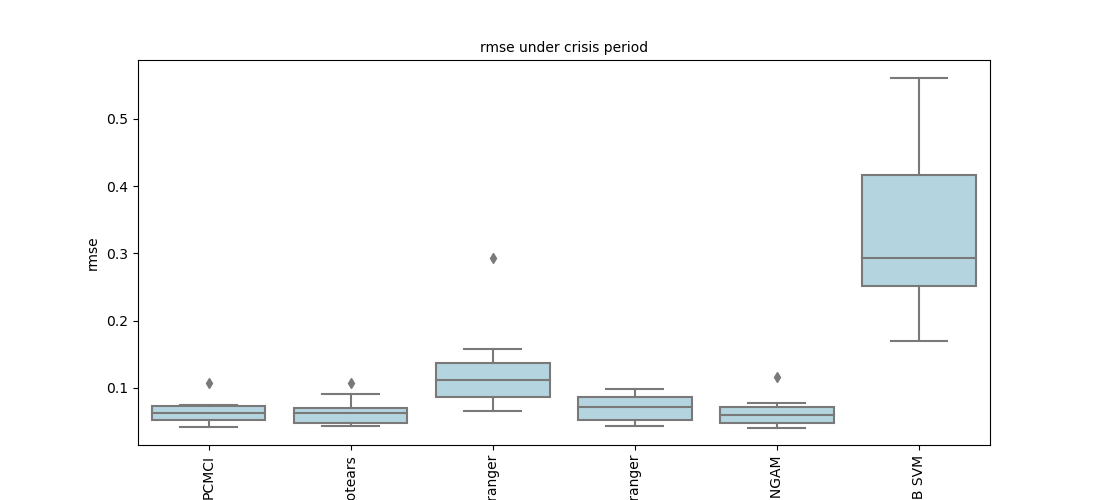 rmse under crisis period
rmse
0.5
0.4
0.3
0.2
0.1
PCMCI
otears
ranger
ranger
NGAM
B SVM